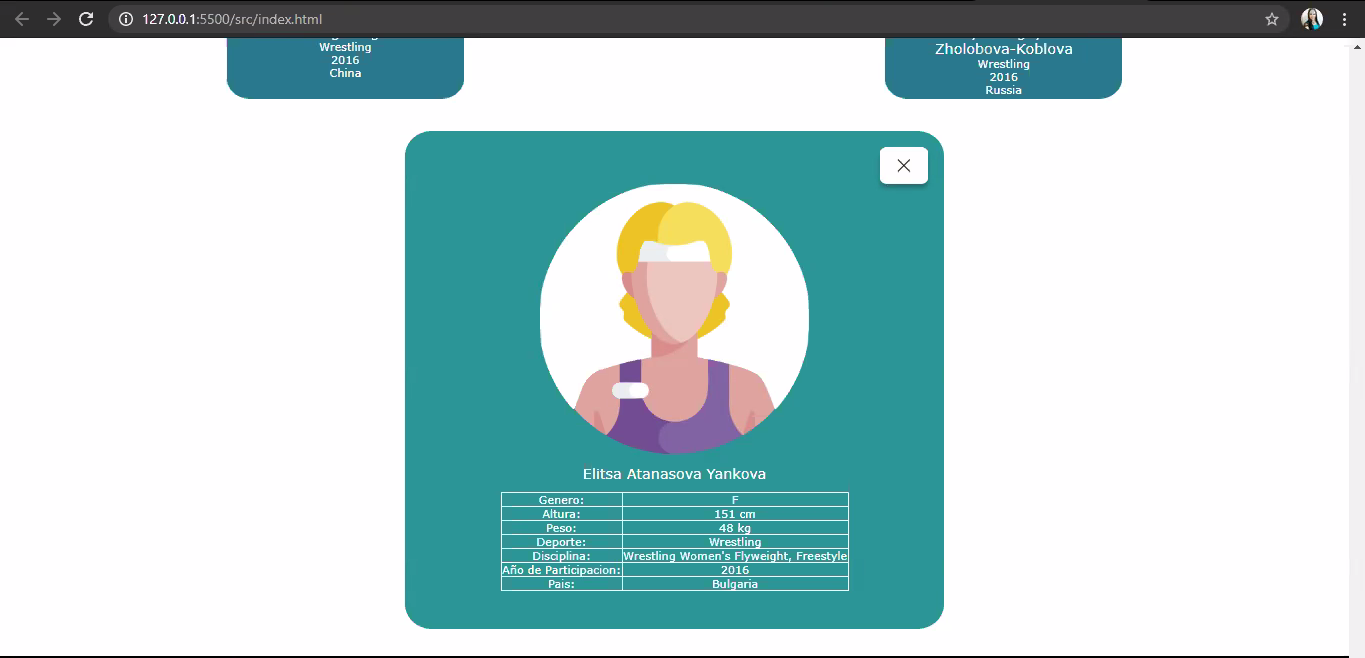 127.0.0.1:5500/src/index.html
Wrestling
2016
China
Zholobova-Koblova
Wrestling
2016
Russia
Elitsa Atanasova Yankova
Genero: F
Altura: 151 cm
Peso: 48 kg
Deporte: Wrestling
Disciplina: Wrestling Women's Flyweight, Freestyle
Año de Participacion: 2016
Pais: Bulgaria